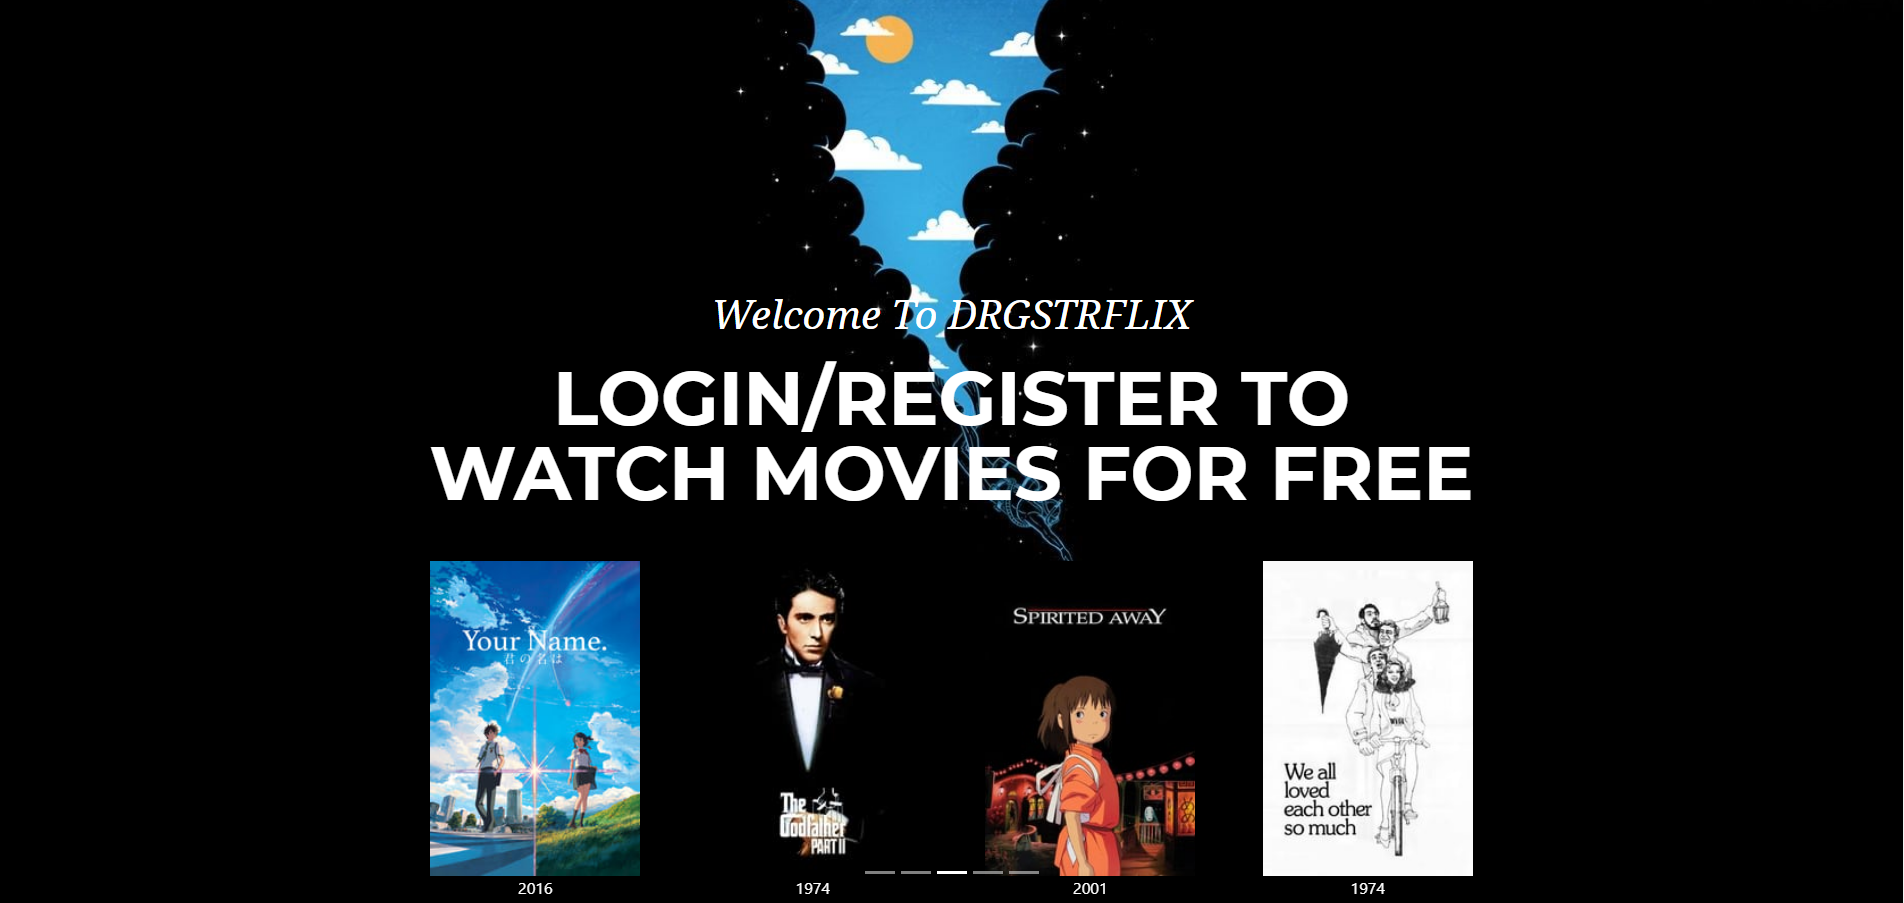 Welcome To DRGSTRFLIX
LOGIN/REGISTER TO
WATCH MOVIES FOR FREE
Your Name.
君の名は
The
Godfather
PART II
SPIRITED AWAY
We all
loved
each other
so much
2016
1974
2001
1974